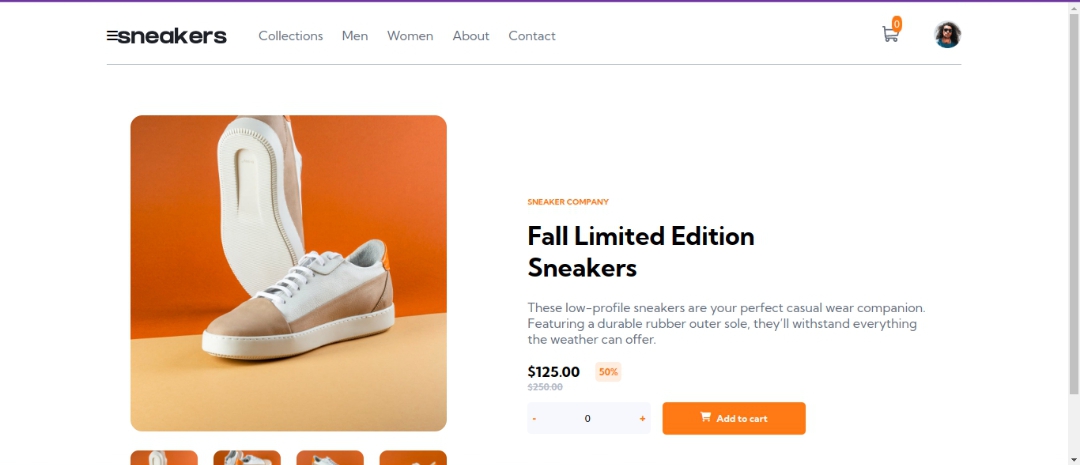 sneakers Collections Men Women About Contact 0
SNEAKER COMPANY
Fall Limited Edition
Sneakers
These low-profile sneakers are your perfect casual wear companion.
Featuring a durable rubber outer sole, they'll withstand everything
the weather can offer.
$125.00 50%
$250.00
- 0 + Add to cart